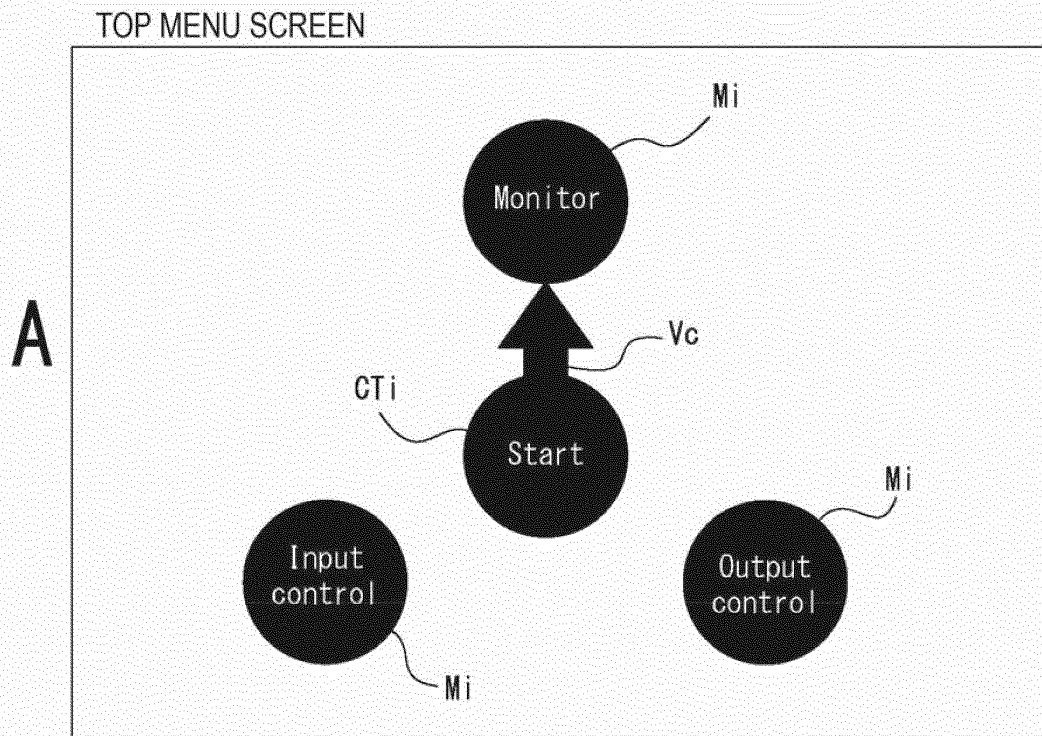 TOP MENU SCREEN
Mi
Monitor
A
Vc
CTi
Start
Mi
Input
control
Output
control
Mi